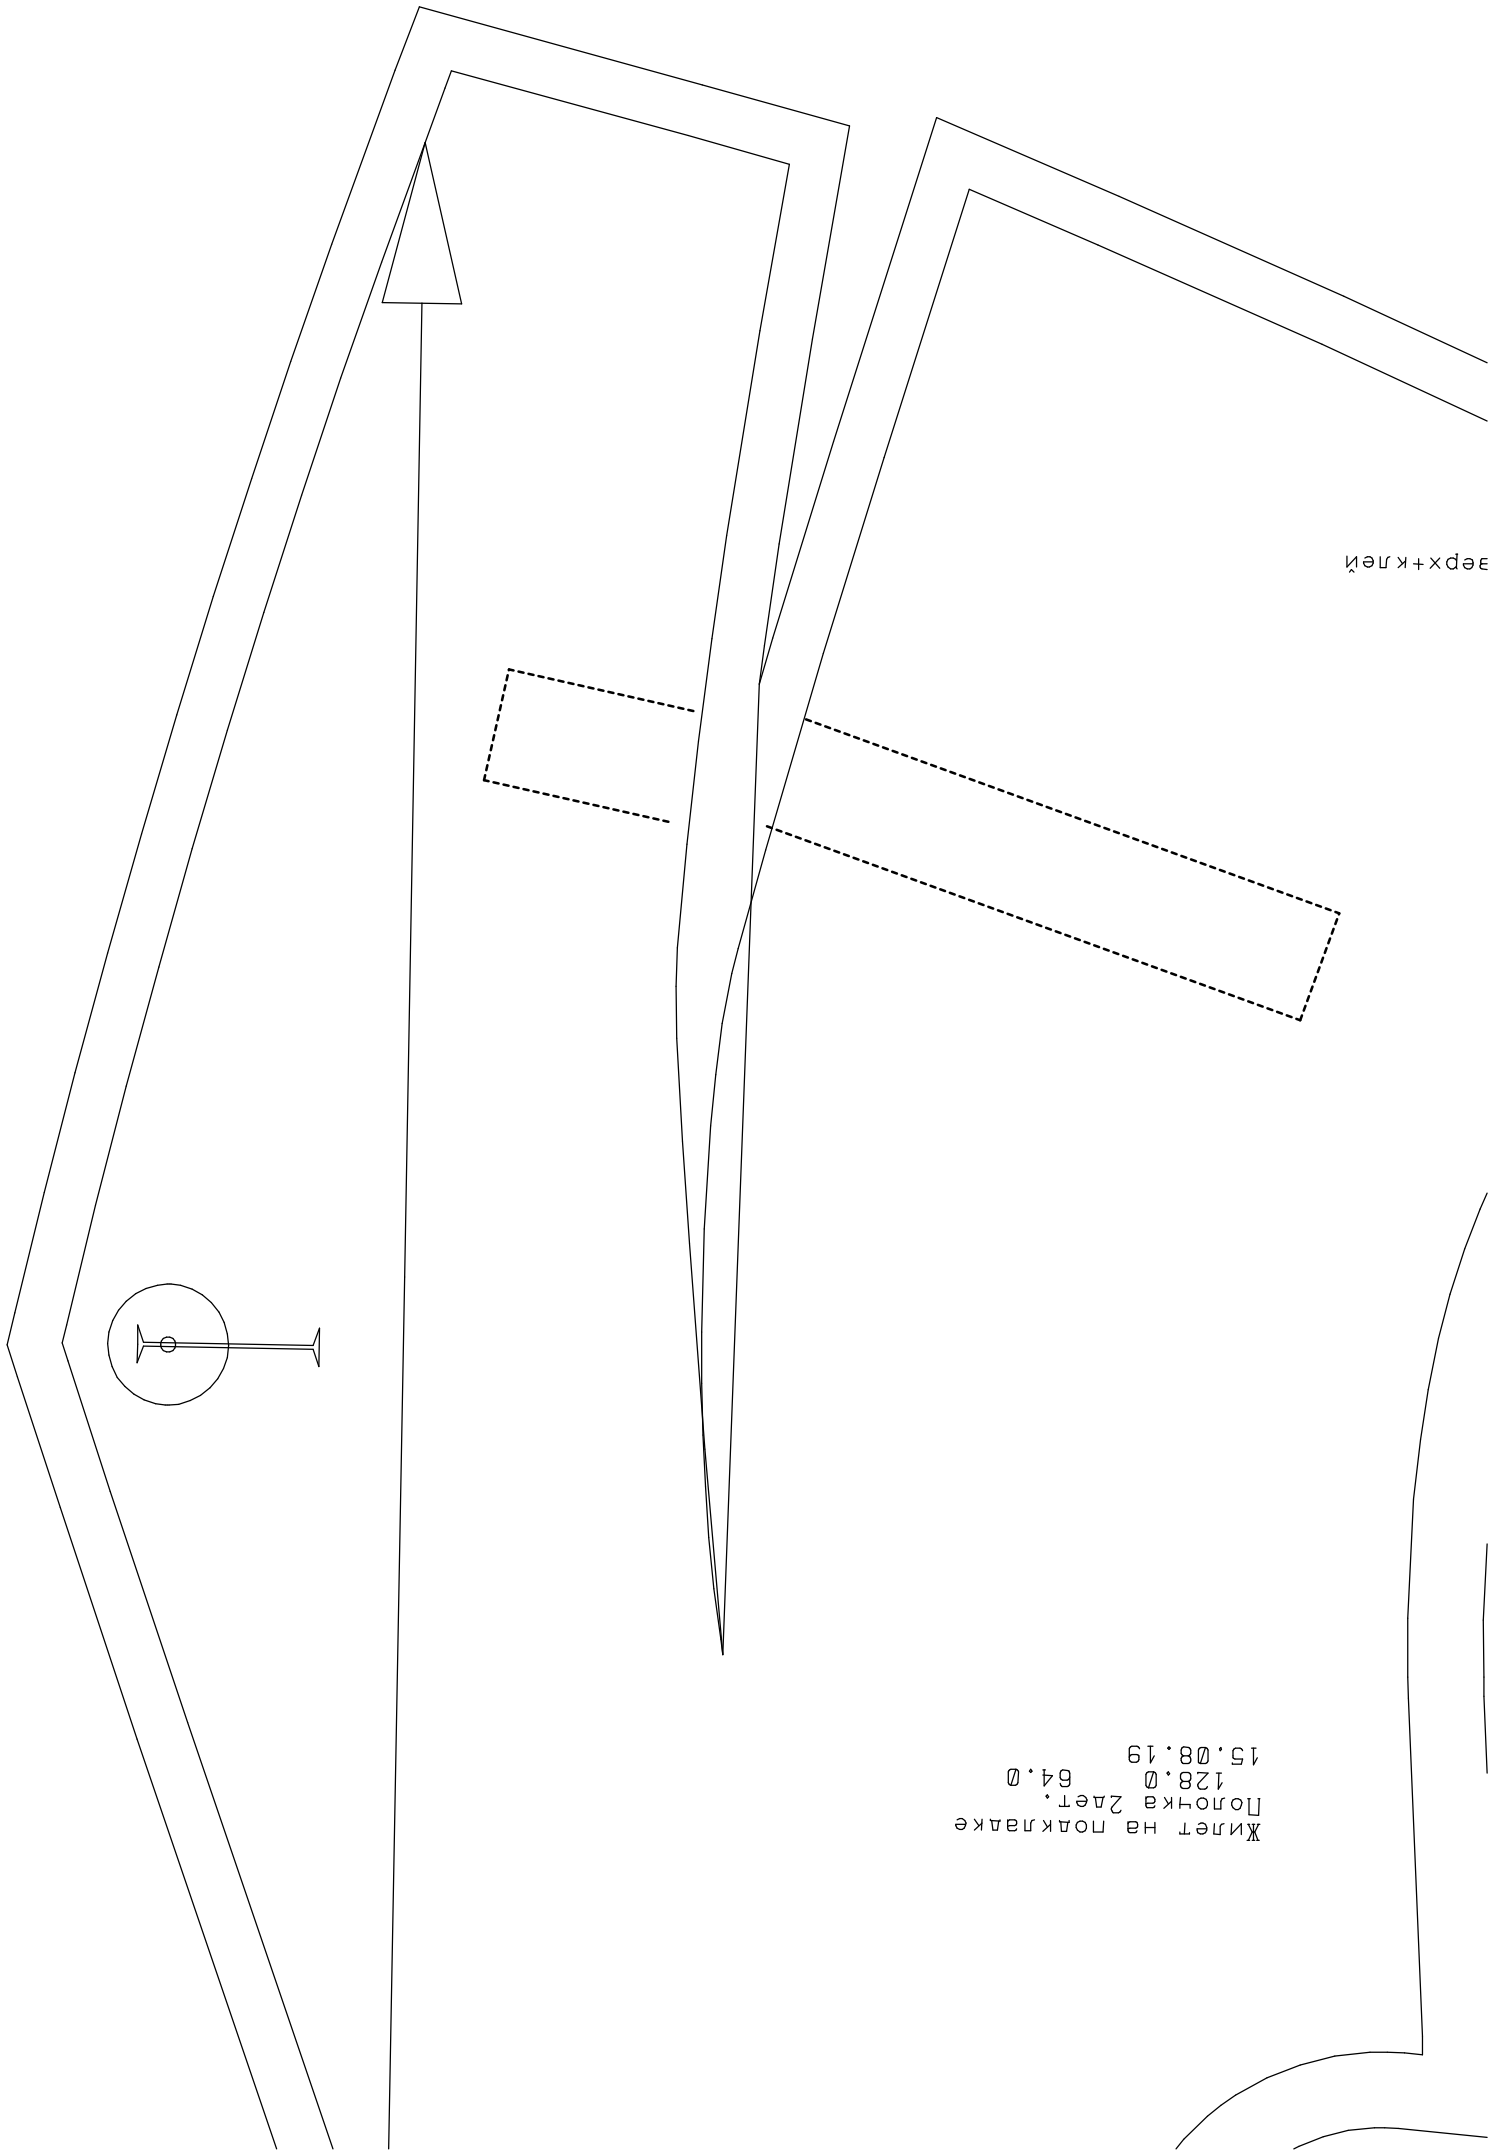 Жилет на подкладке
Полочка 2дет.
128.0 64.0
15.08.19
верх+клей